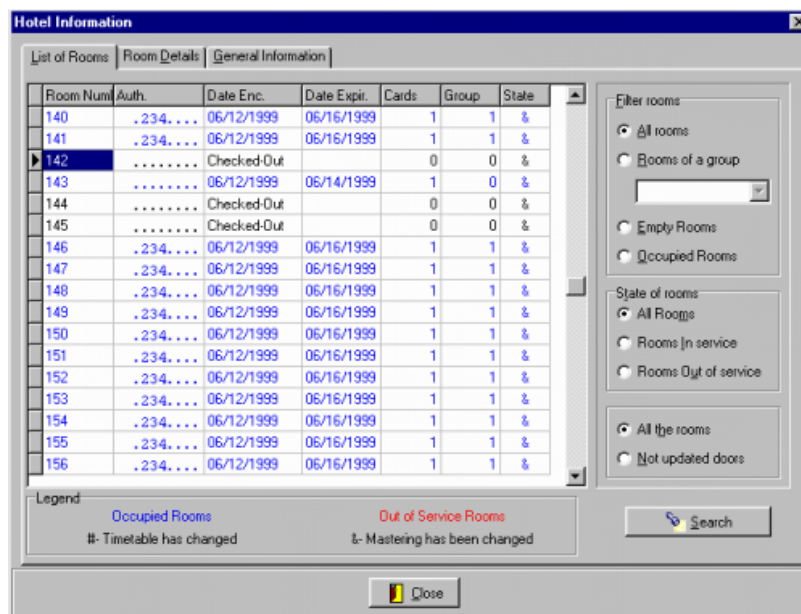 Hotel Information
List of Rooms Room Details General Information
Room Numl Auth. Date Enc. Date Expir. Cards Group State
140 .234.... 06/12/1999 06/16/1999 1 1 &
141 .234.... 06/12/1999 06/16/1999 1 1 &
142 ........ Checked-Out 0 0 &
143 ........ 06/12/1999 06/14/1999 1 0 &
144 ........ Checked-Out 0 0 &
145 ........ Checked-Out 0 0 &
146 .234.... 06/12/1999 06/16/1999 1 1 &
147 .234.... 06/12/1999 06/16/1999 1 1 &
148 .234.... 06/12/1999 06/16/1999 1 1 &
149 .234.... 06/12/1999 06/16/1999 1 1 &
150 .234.... 06/12/1999 06/16/1999 1 1 &
151 .234.... 06/12/1999 06/16/1999 1 1 &
152 .234.... 06/12/1999 06/16/1999 1 1 &
153 .234.... 06/12/1999 06/16/1999 1 1 &
154 .234.... 06/12/1999 06/16/1999 1 1 &
155 .234.... 06/12/1999 06/16/1999 1 1 &
156 .234.... 06/12/1999 06/16/1999 1 1 &
Legend
Occupied Rooms Out of Service Rooms
#- Timetable has changed &- Mastering has been changed
Filter rooms
All rooms
Rooms of a group
Empty Rooms
Occupied Rooms
State of rooms
All Rooms
Rooms In service
Rooms Out of service
All the rooms
Not updated doors
Search
Close